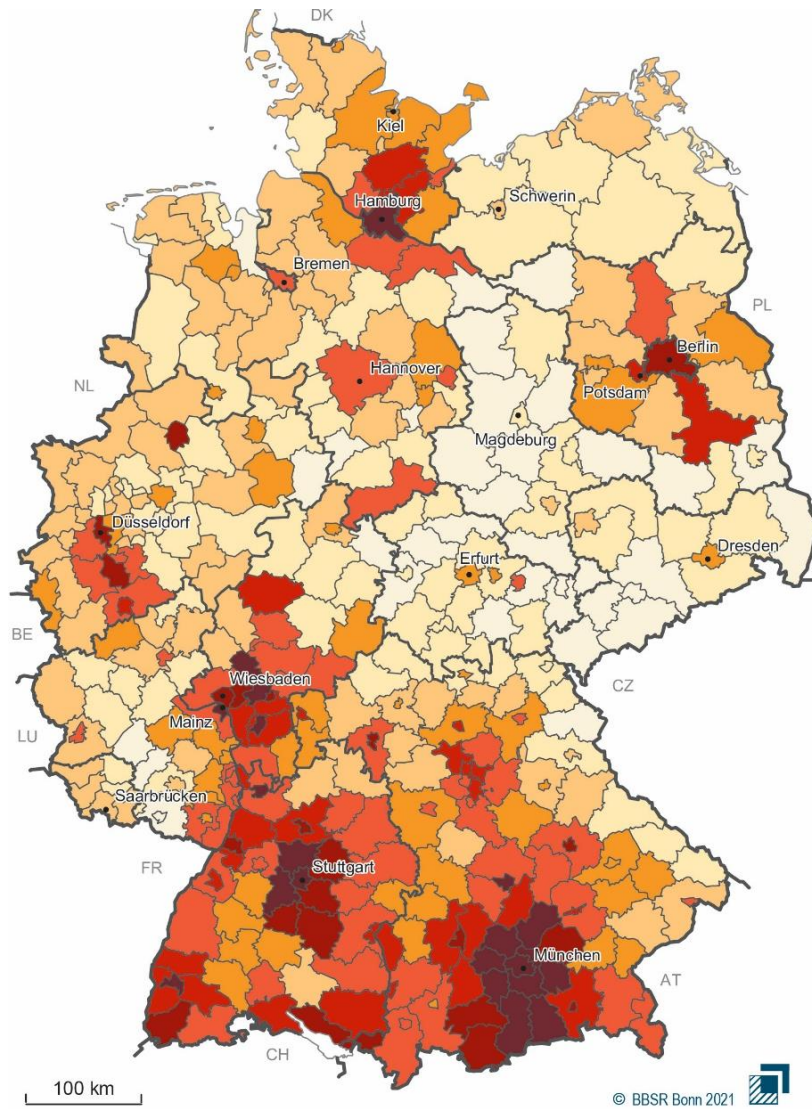 DK
Kiel
Schwerin
Hamburg
Bremen
PL
Berlin
NL
Hannover
Potsdam
Magdeburg
Düsseldorf
Erfurt
Dresden
BE
Wiesbaden
CZ
Mainz
LU
Saarbrücken
FR
Stuttgart
München
AT
CH
100 km
© BBSR Bonn 2021